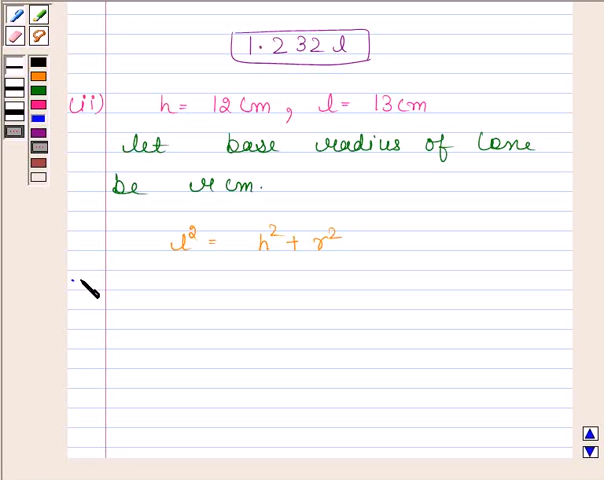 1.232 l
(ii) h = 12 cm, l = 13 cm
let base radius of cone
be r cm.
l² = h² + r²